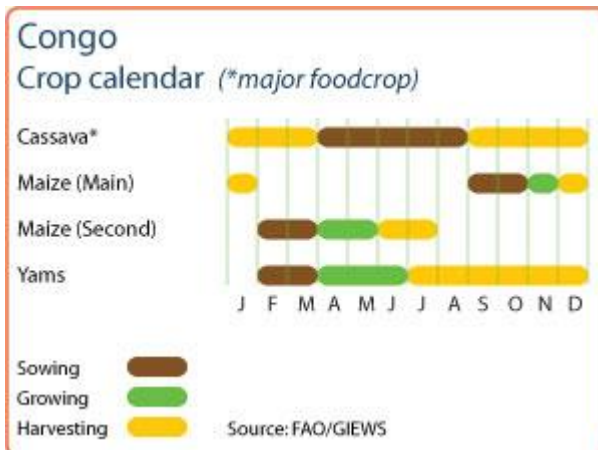 Congo
Crop calendar (*major foodcrop)
Cassava*
Maize (Main)
Maize (Second)
Yams
J F M A M J J A S O N D
Sowing
Growing
Harvesting
Source: FAO/GIEWS